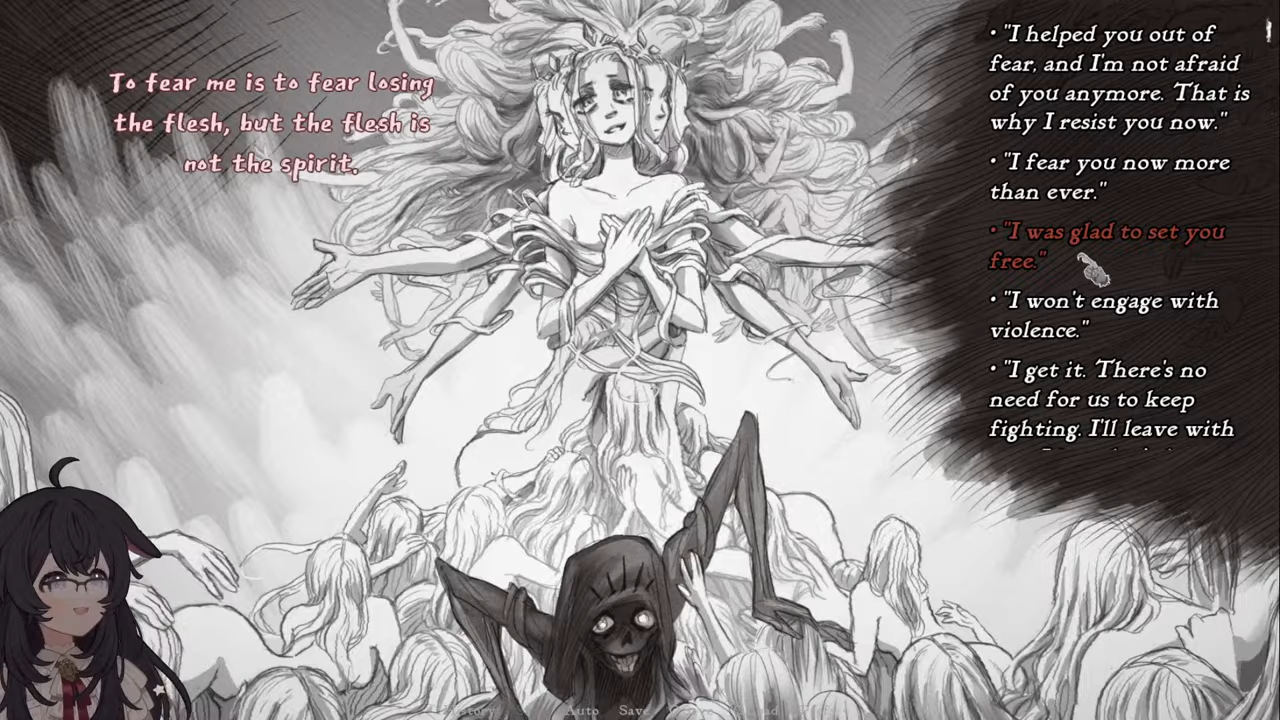 To fear me is to fear losing
the flesh, but the flesh is
not the spirit.
• "I helped you out of
fear, and I'm not afraid
of you anymore. That is
why I resist you now."
• "I fear you now more
than ever."
• "I was glad to set you
free."
• "I won't engage with
violence."
• "I get it. There's no
need for us to keep
fighting. I'll leave with
Auto Save